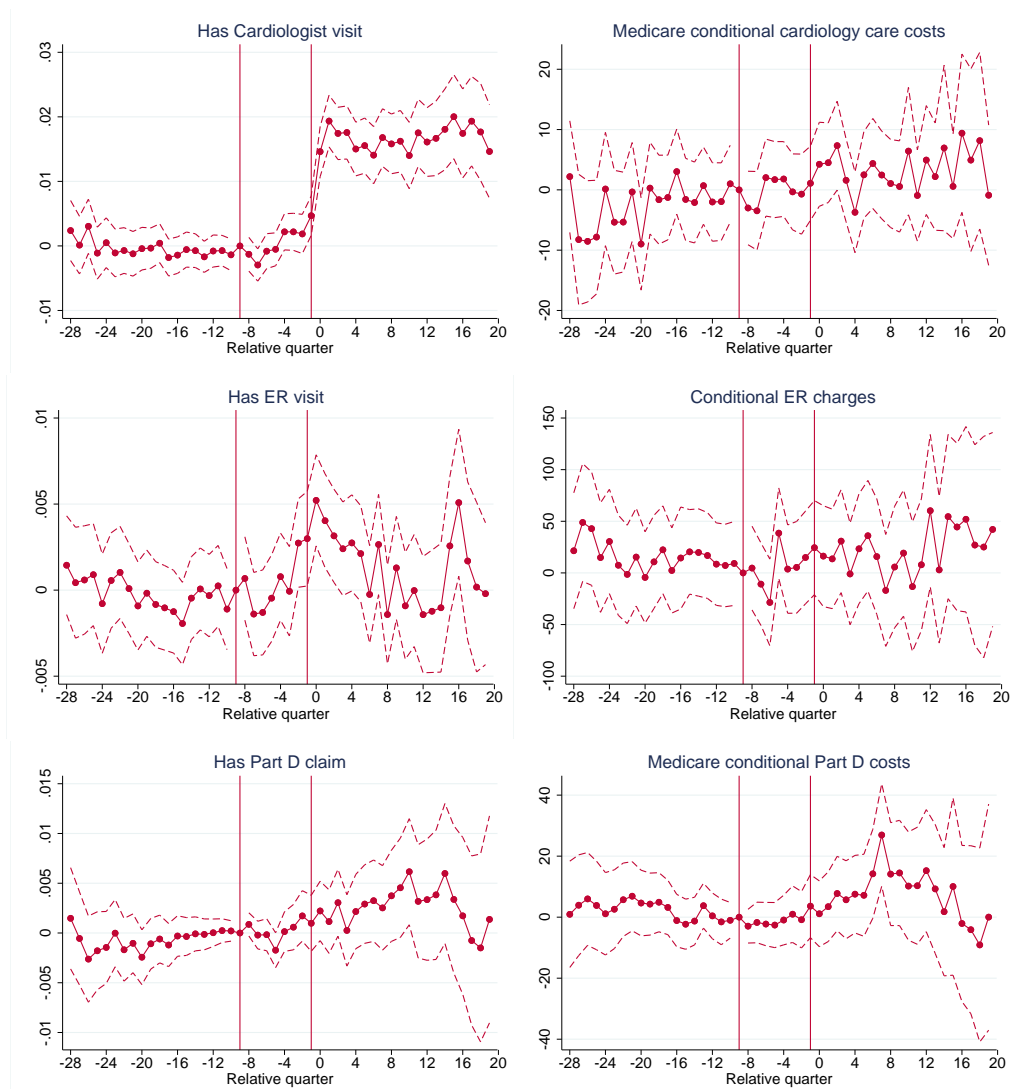 Has Cardiologist visit
.03
.02
.01
0
-.01
-28 -24 -20 -16 -12 -8 -4 0 4 8 12 16 20
Relative quarter
Medicare conditional cardiology care costs
20
10
0
-10
-20
-28 -24 -20 -16 -12 -8 -4 0 4 8 12 16 20
Relative quarter
Has ER visit
.01
.005
0
-.005
-28 -24 -20 -16 -12 -8 -4 0 4 8 12 16 20
Relative quarter
Conditional ER charges
150
100
50
0
-50
-100
-28 -24 -20 -16 -12 -8 -4 0 4 8 12 16 20
Relative quarter
Has Part D claim
.015
.01
.005
0
-.005
-.01
-28 -24 -20 -16 -12 -8 -4 0 4 8 12 16 20
Relative quarter
Medicare conditional Part D costs
40
20
0
-20
-40
-28 -24 -20 -16 -12 -8 -4 0 4 8 12 16 20
Relative quarter